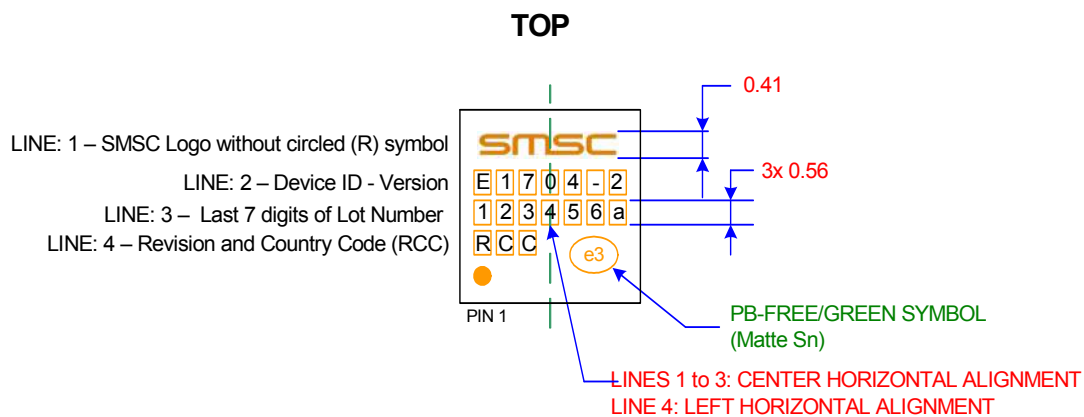 TOP
0.41
LINE: 1 – SMSC Logo without circled (R) symbol
SMSC
3x 0.56
LINE: 2 – Device ID - Version
E1704-2
LINE: 3 – Last 7 digits of Lot Number
123456a
LINE: 4 – Revision and Country Code (RCC)
RCC
e3
PIN 1
PB-FREE/GREEN SYMBOL
(Matte Sn)
LINES 1 to 3: CENTER HORIZONTAL ALIGNMENT
LINE 4: LEFT HORIZONTAL ALIGNMENT